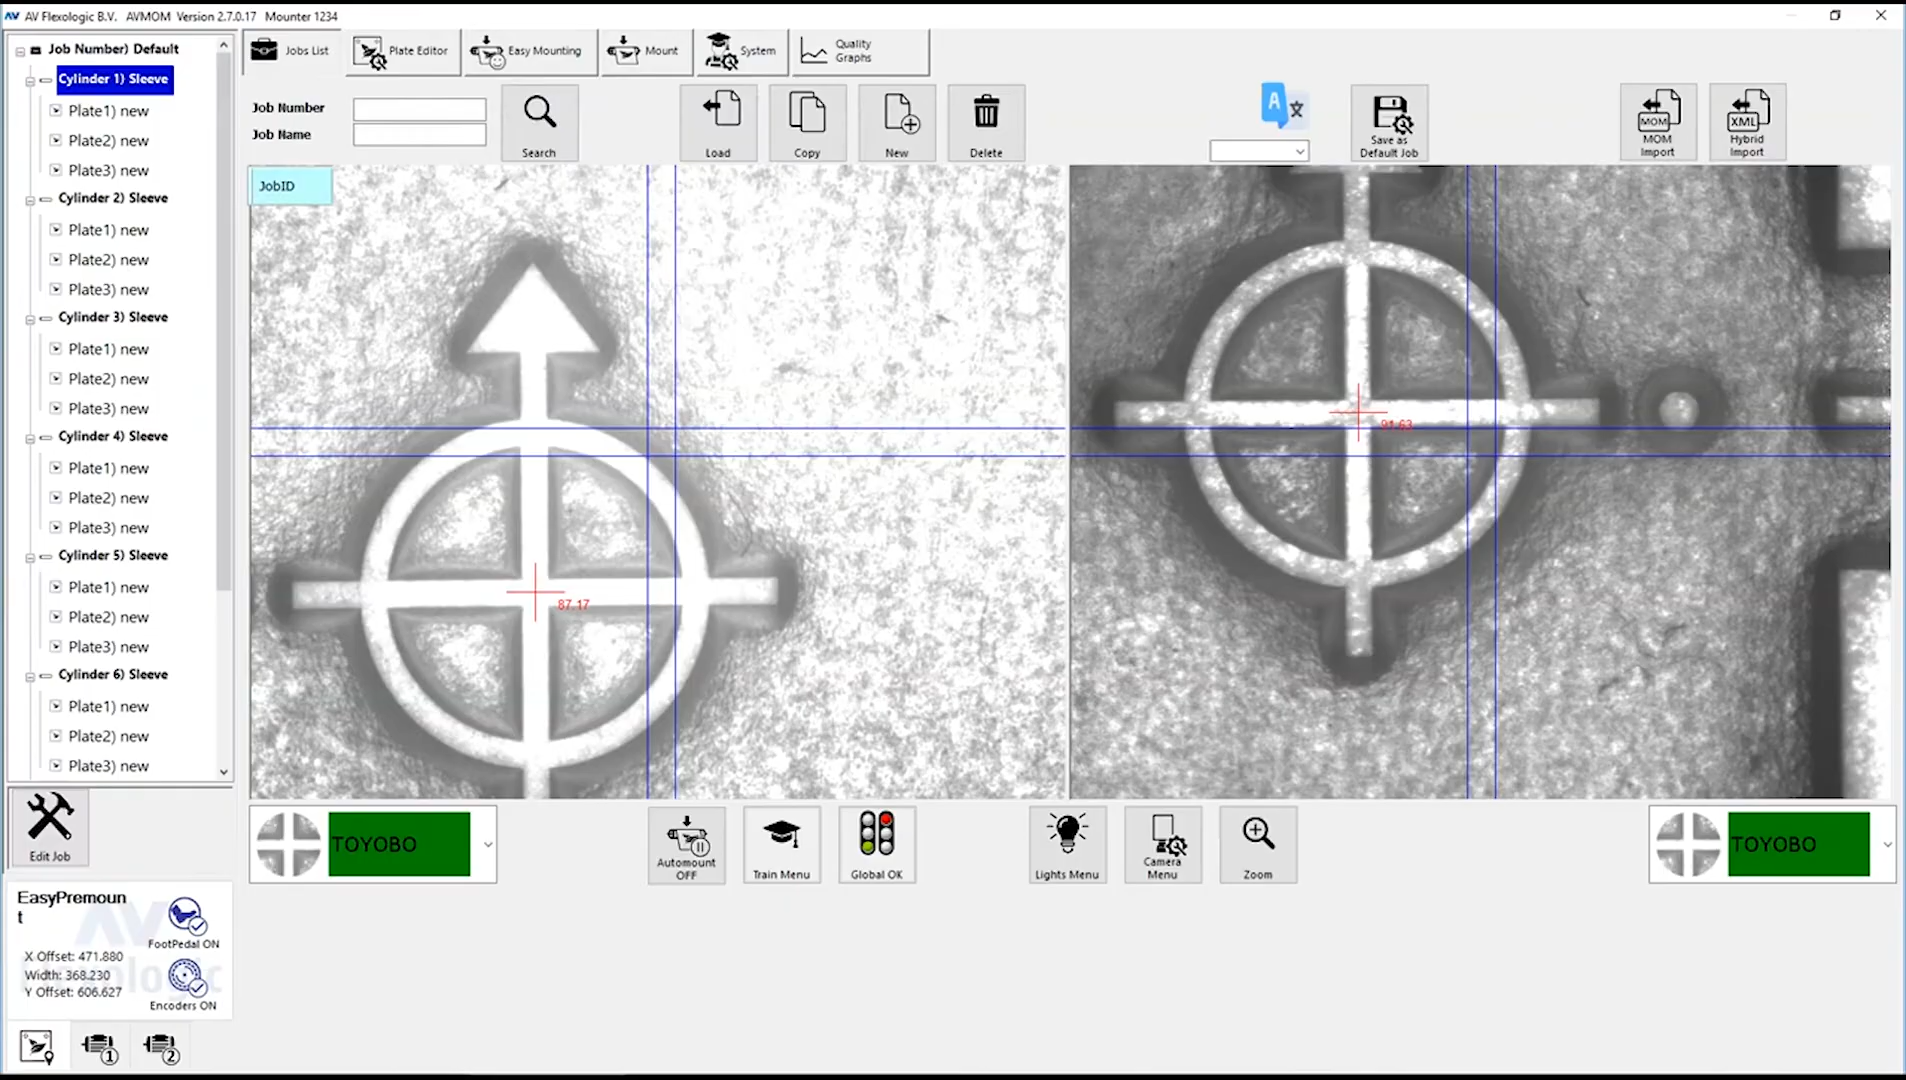 AV Flexologic B.V. AVMOM Version 2.7.0.17 Mounter 1234
Job Number) Default
Cylinder 1) Sleeve
Plate1) new
Plate2) new
Plate3) new
Cylinder 2) Sleeve
Plate1) new
Plate2) new
Plate3) new
Cylinder 3) Sleeve
Plate1) new
Plate2) new
Plate3) new
Cylinder 4) Sleeve
Plate1) new
Plate2) new
Plate3) new
Cylinder 5) Sleeve
Plate1) new
Plate2) new
Plate3) new
Cylinder 6) Sleeve
Plate1) new
Plate2) new
Plate3) new
Edit Job
EasyPremoun
t
X Offset: 471.880
Width: 368.230
Y Offset: 606.627
FootPedal ON
Encoders ON
1
2
Jobs List
Plate Editor
Easy Mounting
Mount
System
Quality
Graphs
Job Number
Job Name
Search
Load
Copy
New
Delete
A
Save as
Default Job
MOM
MOM
Import
XML
Hybrid
Import
JobID
87.17
91.63
TOYOBO
Automount
OFF
Train Menu
Global OK
Lights Menu
Camera
Menu
Zoom
TOYOBO